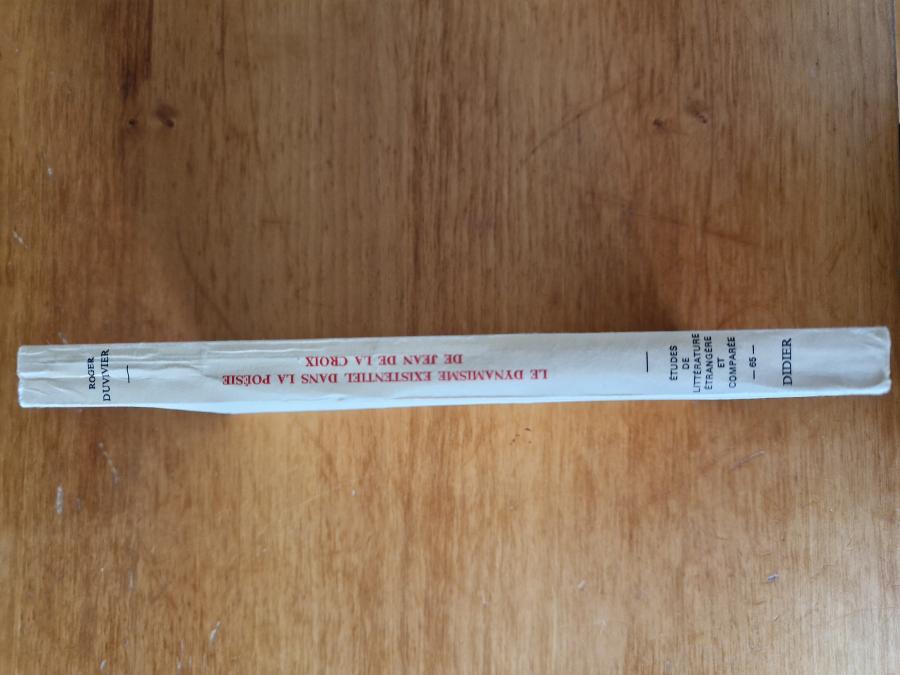 ROGER
DUVIVIER
LE DYNAMISME EXISTENTIEL DANS LA POÉSIE
DE JEAN DE LA CROIX
ÉTUDES
DE
LITTÉRATURE
ÉTRANGÈRE
ET
COMPARÉE
— 65 —
DIDIER